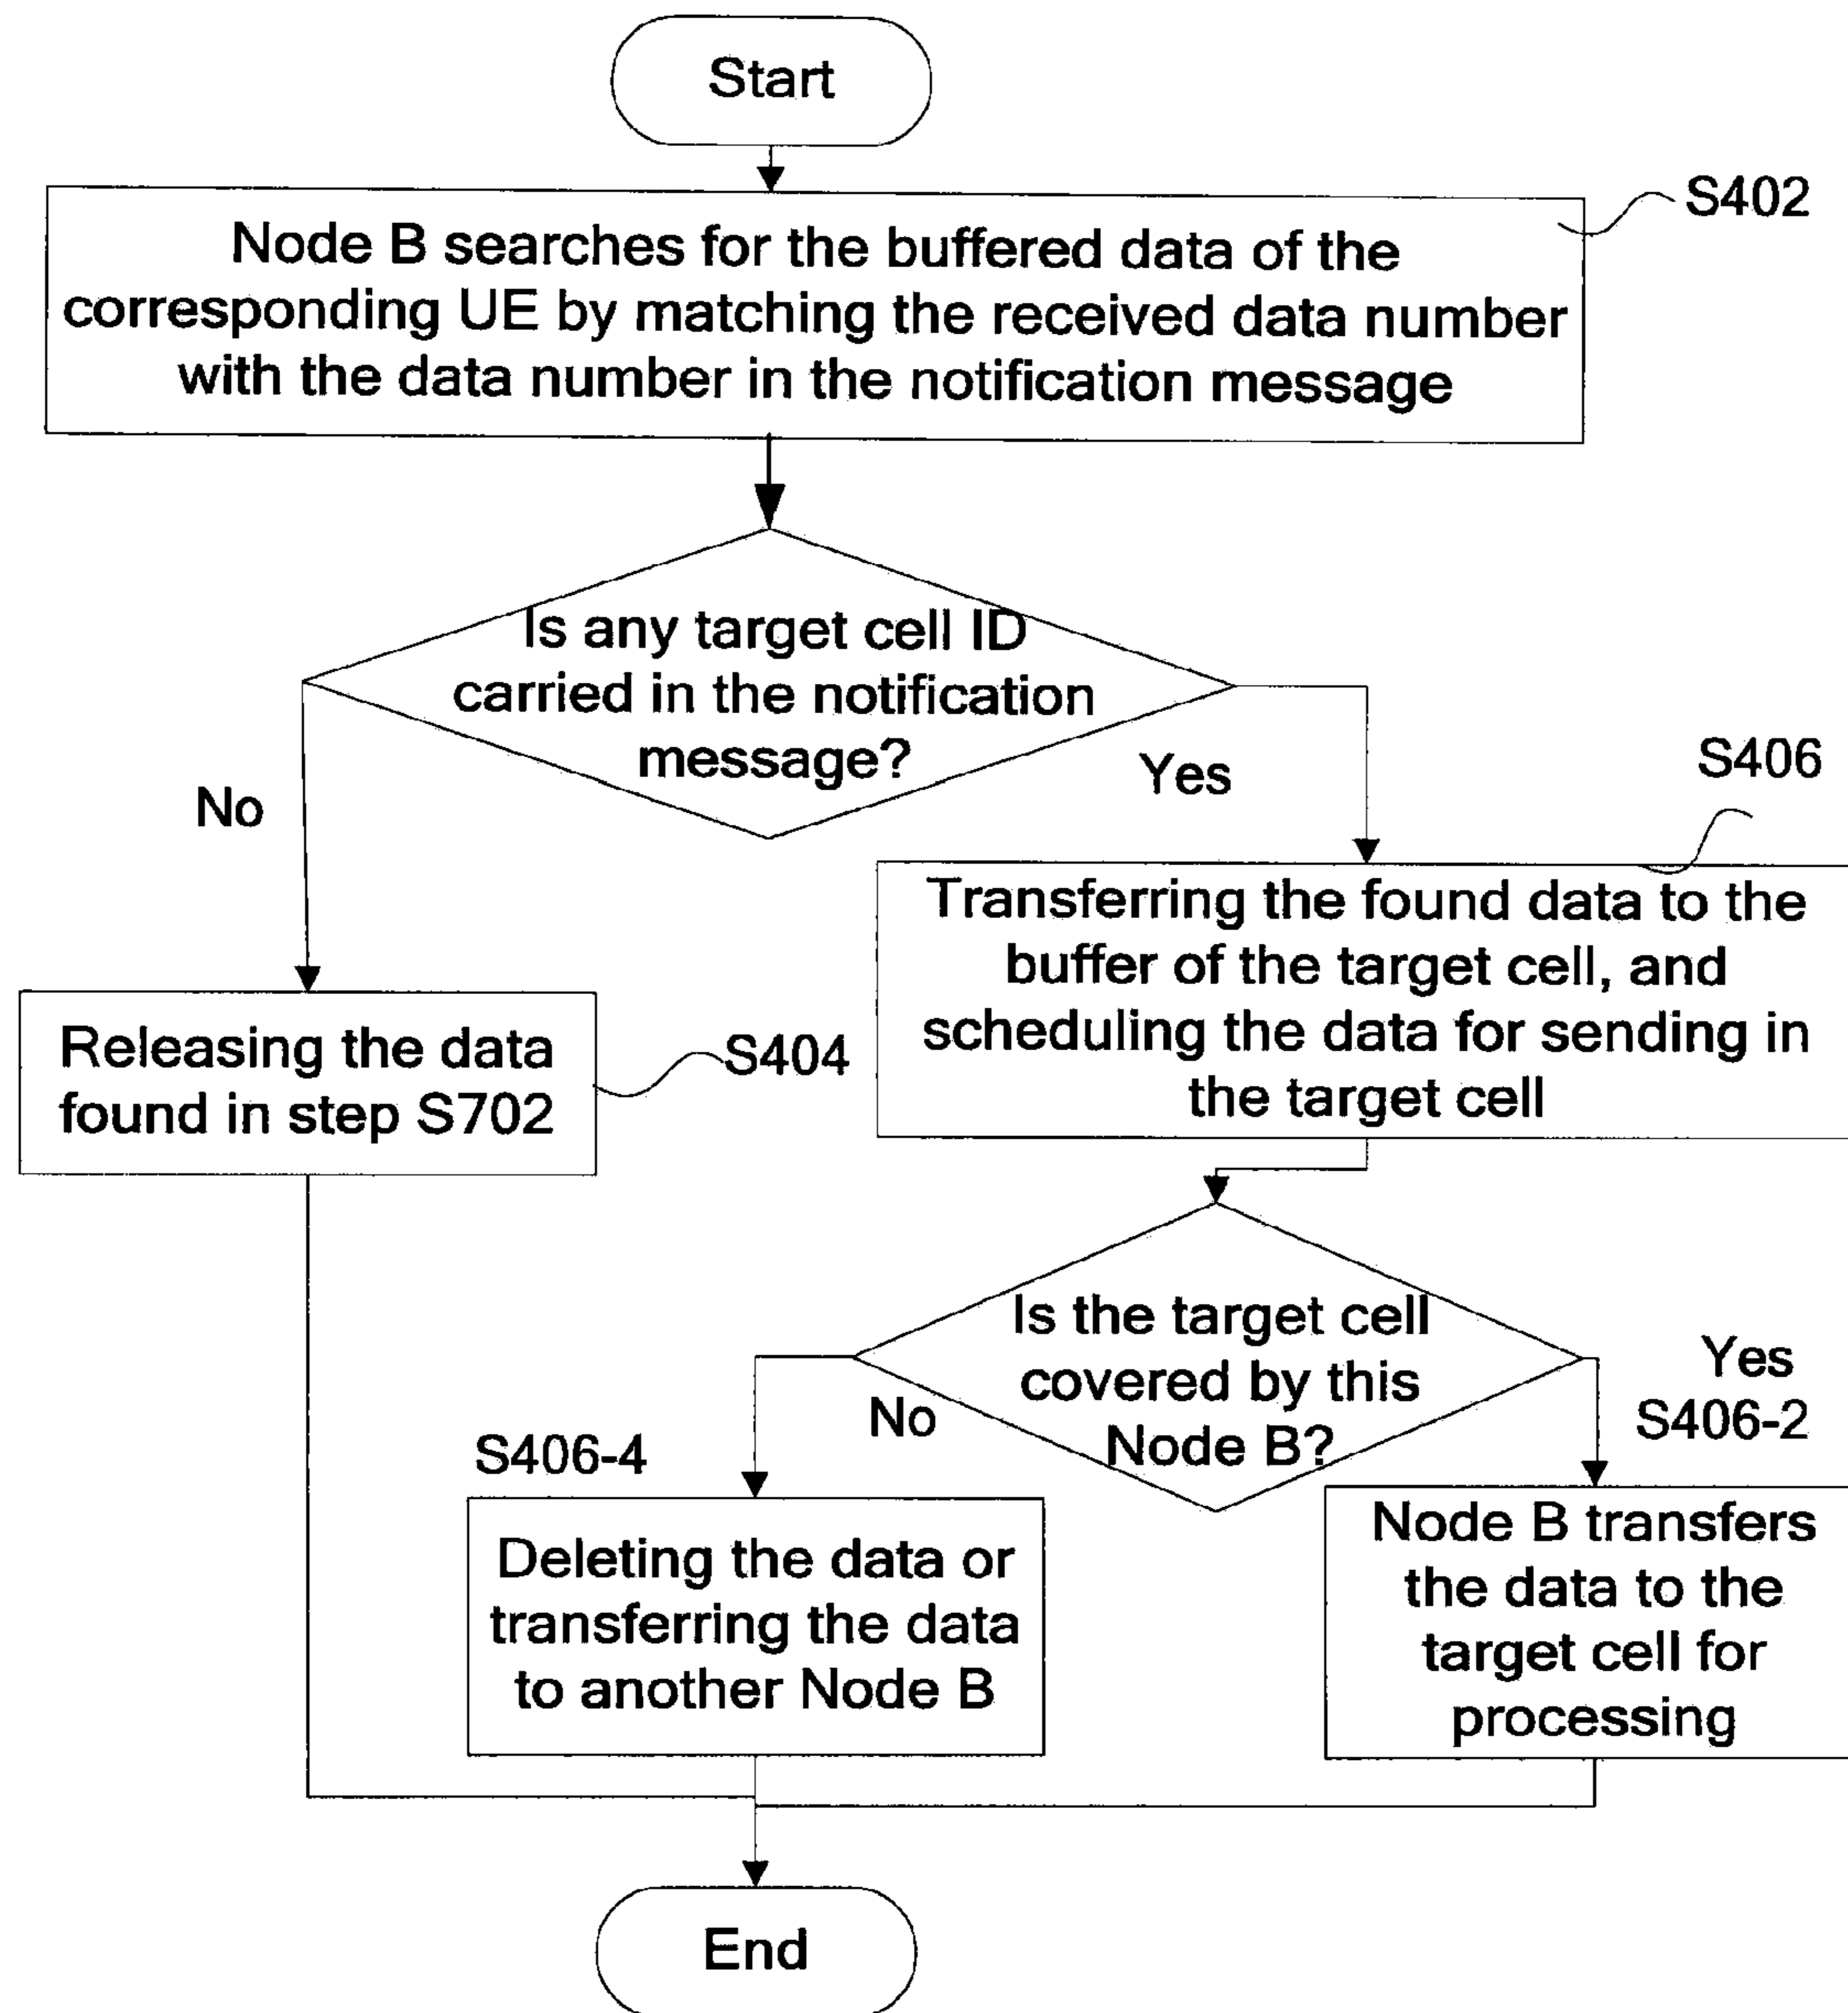 Start
S402
Node B searches for the buffered data of the
corresponding UE by matching the received data number
with the data number in the notification message
Is any target cell ID
carried in the notification
message?
No
Yes
S406
Transferring the found data to the
buffer of the target cell, and
scheduling the data for sending in
the target cell
Releasing the data
found in step S702
S404
Is the target cell
covered by this
Node B?
No
Yes
S406-2
S406-4
Deleting the data or
transferring the data
to another Node B
Node B transfers
the data to the
target cell for
processing
End